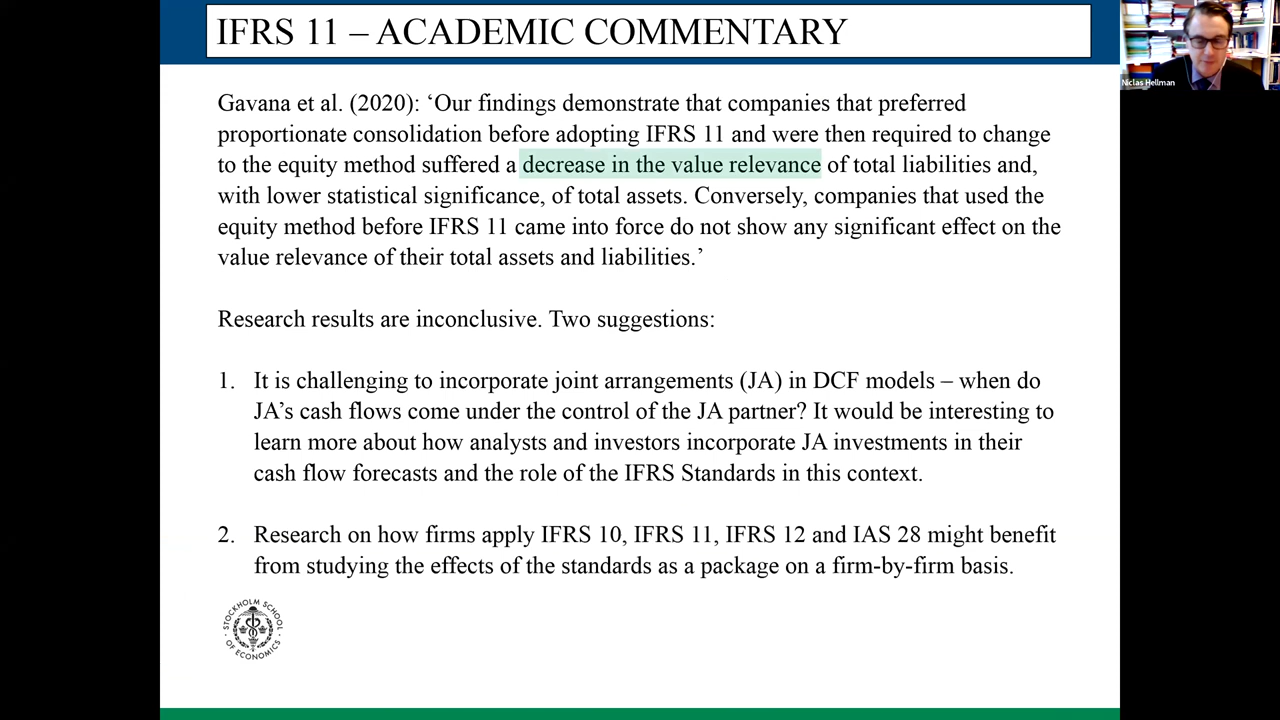 IFRS 11 – ACADEMIC COMMENTARY
Niclas Hellman
Gavana et al. (2020): ‘Our findings demonstrate that companies that preferred
proportionate consolidation before adopting IFRS 11 and were then required to change
to the equity method suffered a decrease in the value relevance of total liabilities and,
with lower statistical significance, of total assets. Conversely, companies that used the
equity method before IFRS 11 came into force do not show any significant effect on the
value relevance of their total assets and liabilities.’
Research results are inconclusive. Two suggestions:
1. It is challenging to incorporate joint arrangements (JA) in DCF models – when do
JA’s cash flows come under the control of the JA partner? It would be interesting to
learn more about how analysts and investors incorporate JA investments in their
cash flow forecasts and the role of the IFRS Standards in this context.
2. Research on how firms apply IFRS 10, IFRS 11, IFRS 12 and IAS 28 might benefit
from studying the effects of the standards as a package on a firm-by-firm basis.
STOCKHOLM SCHOOL
OF ECONOMICS